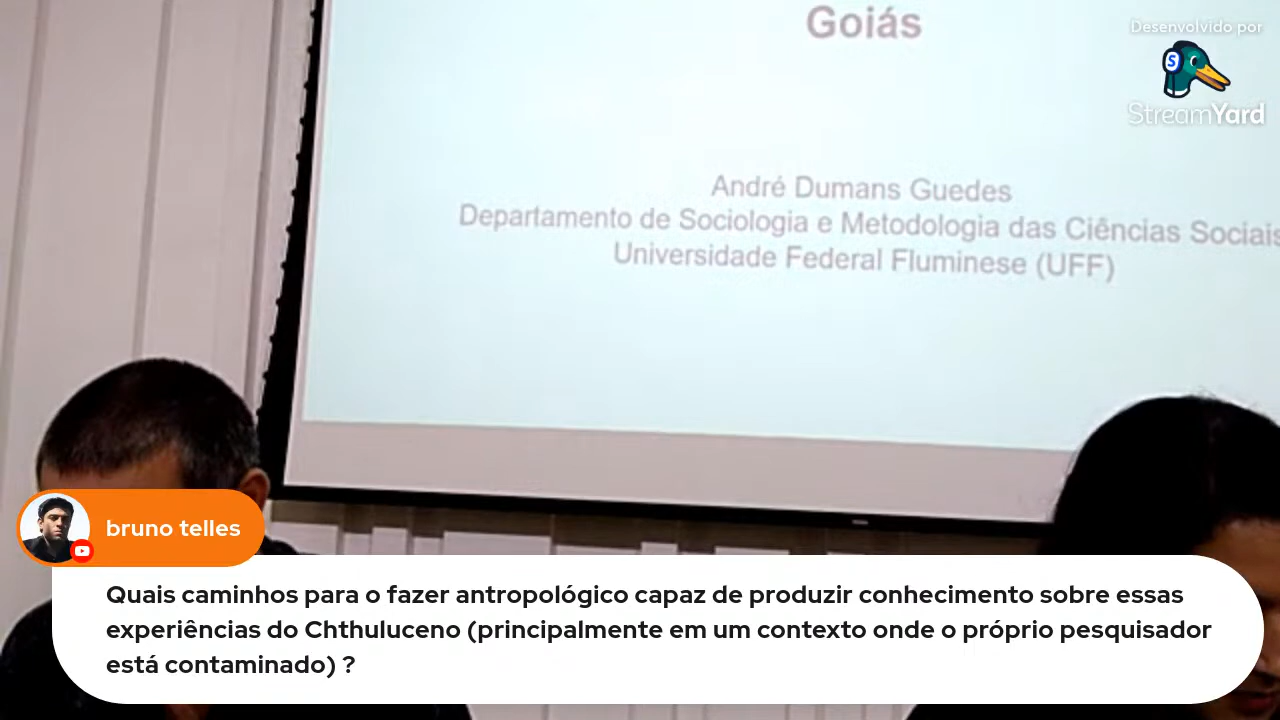 Goiás
Desenvolvido por
S
StreamYard
André Dumans Guedes
Departamento de Sociologia e Metodologia das Ciências Sociais
Universidade Federal Fluminese (UFF)
bruno telles
Quais caminhos para o fazer antropológico capaz de produzir conhecimento sobre essas
experiências do Chthuluceno (principalmente em um contexto onde o próprio pesquisador
está contaminado) ?